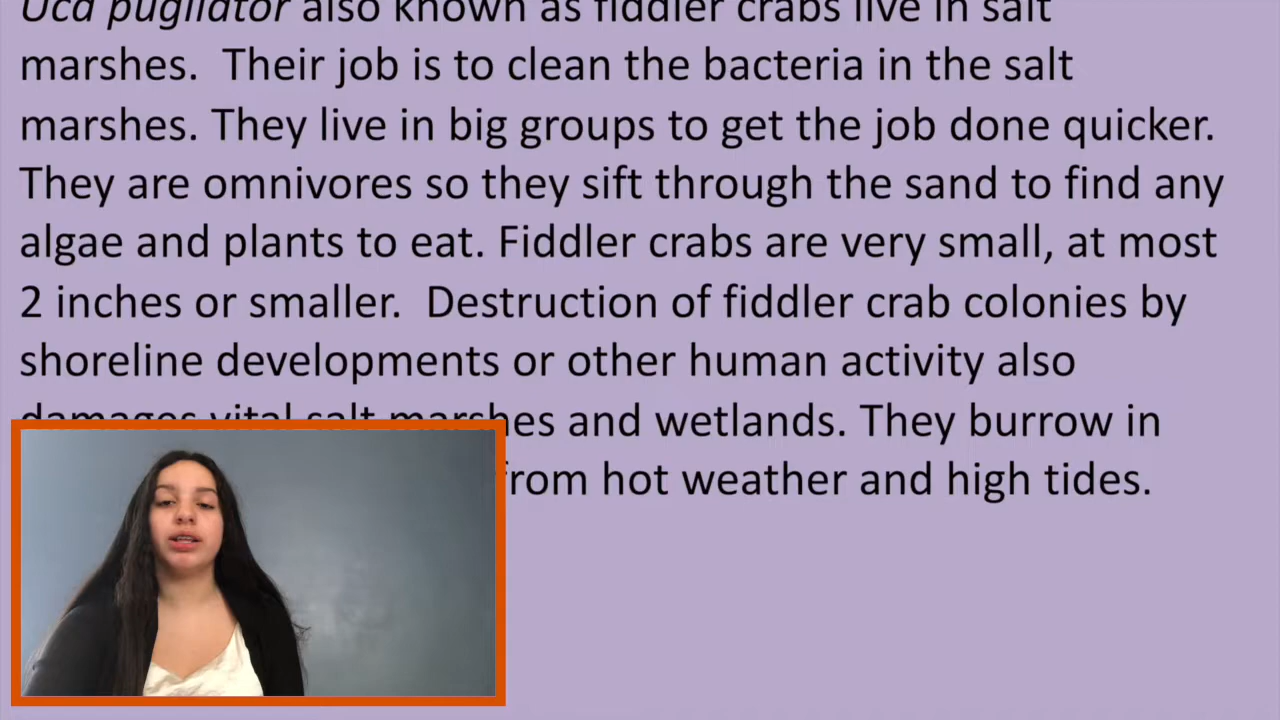 Uca pugilator also known as fiddler crabs live in salt
marshes.  Their job is to clean the bacteria in the salt
marshes. They live in big groups to get the job done quicker.
They are omnivores so they sift through the sand to find any
algae and plants to eat. Fiddler crabs are very small, at most
2 inches or smaller.  Destruction of fiddler crab colonies by
shoreline developments or other human activity also
damages vital salt marshes and wetlands. They burrow in
from hot weather and high tides.